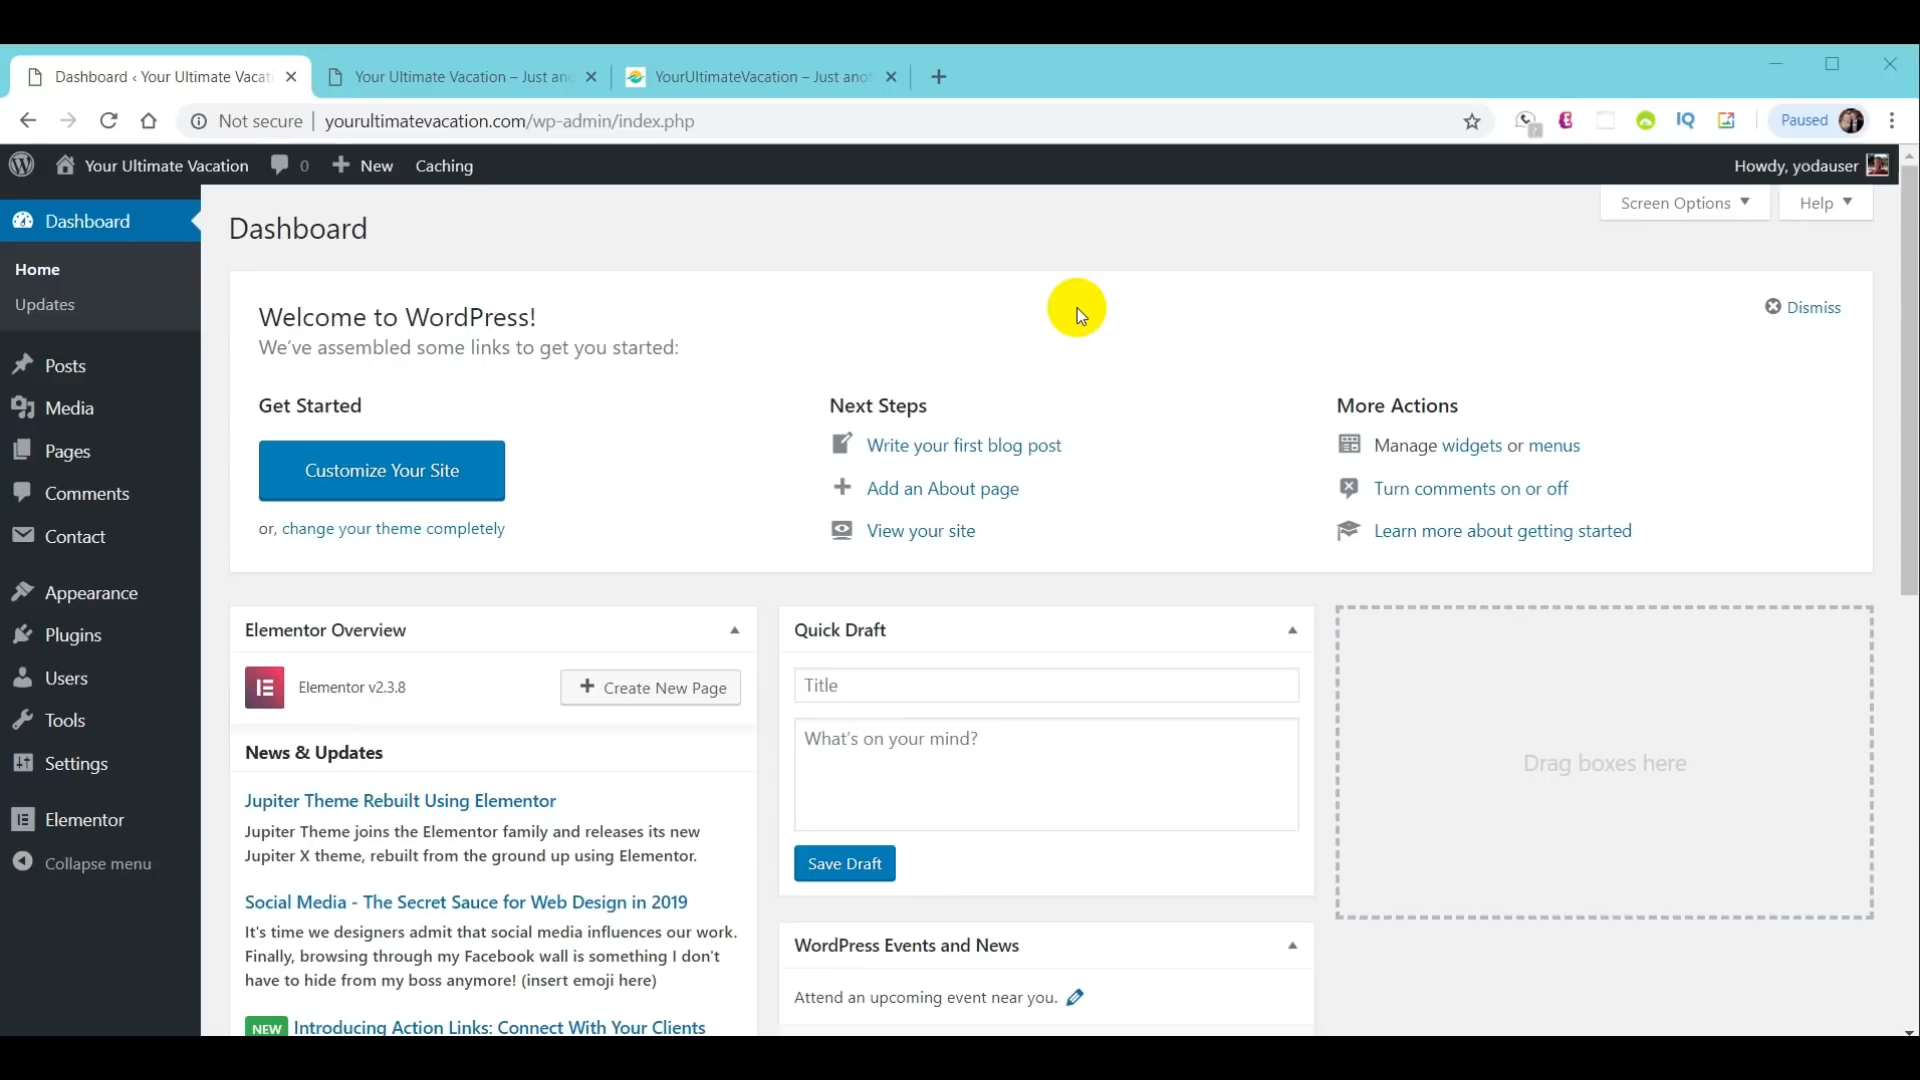 Dashboard ‹ Your Ultimate Vacati
Your Ultimate Vacation – Just an
YourUltimateVacation – Just anot
Not secure | yourultimatevacation.com/wp-admin/index.php
IQ
Paused
Your Ultimate Vacation
0
New
Caching
Howdy, yodauser
Dashboard
Home
Updates
Posts
Media
Pages
Comments
Contact
Appearance
Plugins
Users
Tools
Settings
Elementor
Collapse menu
Screen Options
Help
Dashboard
Welcome to WordPress!
We've assembled some links to get you started:
Dismiss
Get Started
Customize Your Site
or, change your theme completely
Next Steps
Write your first blog post
Add an About page
View your site
More Actions
Manage widgets or menus
Turn comments on or off
Learn more about getting started
Elementor Overview
Elementor v2.3.8
Create New Page
News & Updates
Jupiter Theme Rebuilt Using Elementor
Jupiter Theme joins the Elementor family and releases its new
Jupiter X theme, rebuilt from the ground up using Elementor.
Social Media - The Secret Sauce for Web Design in 2019
It's time we designers admit that social media influences our work.
Finally, browsing through my Facebook wall is something I don't
have to hide from my boss anymore! (insert emoji here)
NEW Introducing Action Links: Connect With Your Clients
Quick Draft
Title
What's on your mind?
Save Draft
WordPress Events and News
Attend an upcoming event near you.
Drag boxes here